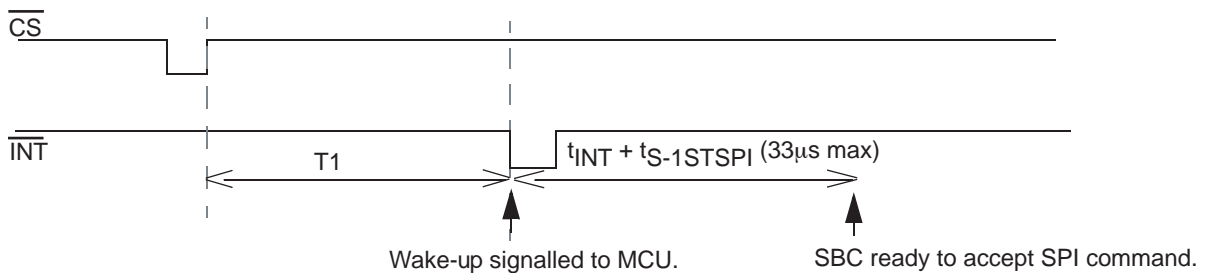 CS
INT
T1
tINT + tS-1STSPI (33µs max)
Wake-up signalled to MCU.
SBC ready to accept SPI command.